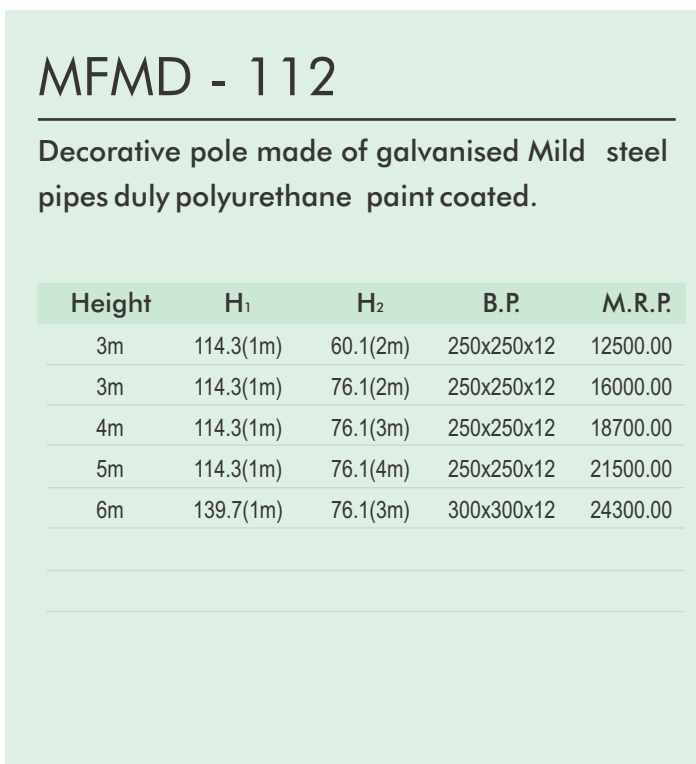 MFMD - 112
Decorative pole made of galvanised Mild steel
pipes duly polyurethane paint coated.
Height H₁ H₂ B.P. M.R.P.
3m 114.3(1m) 60.1(2m) 250x250x12 12500.00
3m 114.3(1m) 76.1(2m) 250x250x12 16000.00
4m 114.3(1m) 76.1(3m) 250x250x12 18700.00
5m 114.3(1m) 76.1(4m) 250x250x12 21500.00
6m 139.7(1m) 76.1(3m) 300x300x12 24300.00